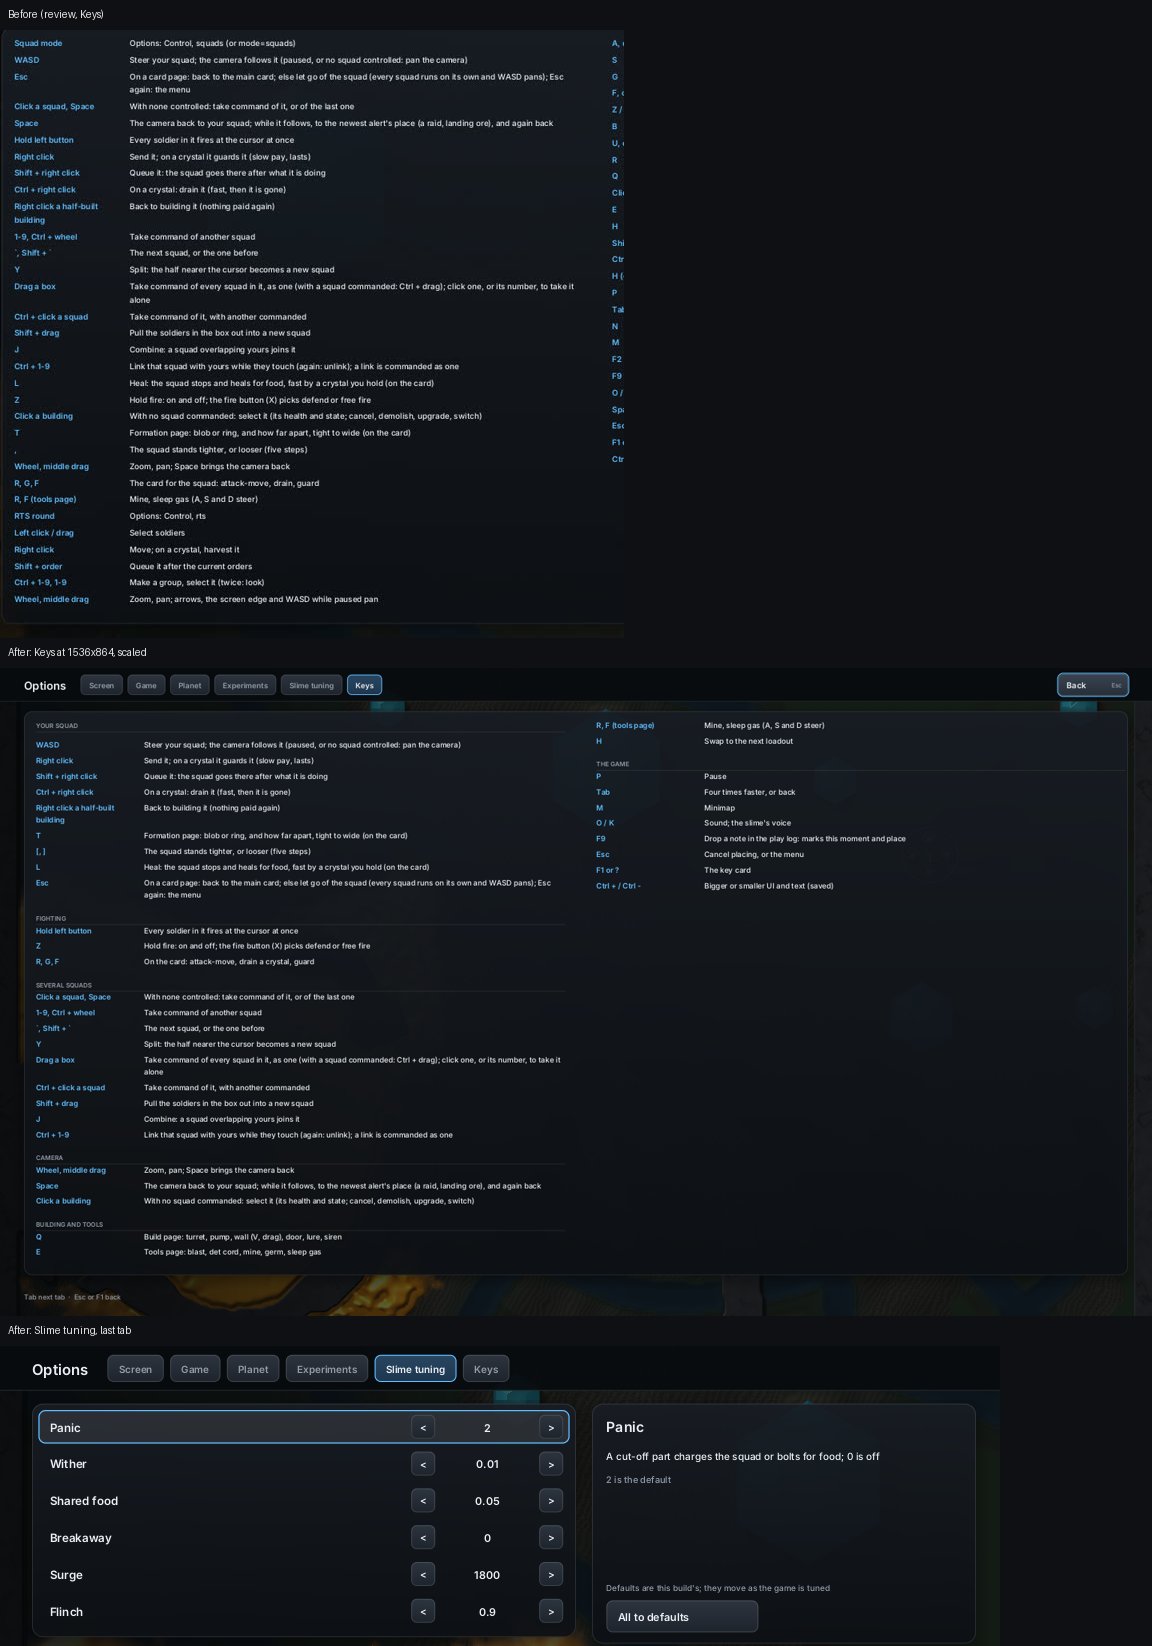 Before (review, Keys)
Squad mode Options: Control, squads (or mode=squads)
WASD Steer your squad; the camera follows it (paused, or no squad controlled: pan the camera)
Esc On a card page: back to the main card; else let go of the squad (every squad runs on its own and WASD pans); Esc
again: the menu
Click a squad, Space With none controlled: take command of it, or of the last one
Space The camera back to your squad; while it follows, to the newest alert's place (a raid, landing ore), and again back
Hold left button Every soldier in it fires at the cursor at once
Right click Send it; on a crystal it guards it (slow pay, lasts)
Shift + right click Queue it: the squad goes there after what it is doing
Ctrl + right click On a crystal: drain it (fast, then it is gone)
Right click a half-built Back to building it (nothing paid again)
building
1-9, Ctrl + wheel Take command of another squad
`, Shift + ` The next squad, or the one before
Y Split: the half nearer the cursor becomes a new squad
Drag a box Take command of every squad in it, as one (with a squad commanded: Ctrl + drag); click one, or its number, to take it
alone
Ctrl + click a squad Take command of it, with another commanded
Shift + drag Pull the soldiers in the box out into a new squad
J Combine: a squad overlapping yours joins it
Ctrl + 1-9 Link that squad with yours while they touch (again: unlink); a link is commanded as one
L Heal: the squad stops and heals for food, fast by a crystal you hold (on the card)
Z Hold fire: on and off; the fire button (X) picks defend or free fire
Click a building With no squad commanded: select it (its health and state; cancel, demolish, upgrade, switch)
T Formation page: blob or ring, and how far apart, tight to wide (on the card)
, The squad stands tighter, or looser (five steps)
Wheel, middle drag Zoom, pan; Space brings the camera back
R, G, F The card for the squad: attack-move, drain, guard
R, F (tools page) Mine, sleep gas (A, S and D steer)
RTS round Options: Control, rts
Left click / drag Select soldiers
Right click Move; on a crystal, harvest it
Shift + order Queue it after the current orders
Ctrl + 1-9, 1-9 Make a group, select it (twice: look)
Wheel, middle drag Zoom, pan; arrows, the screen edge and WASD while paused pan
A,
S
G
F,
Z /
B
U,
R
Q
Cli
E
H
Shi
Ctr
H (
P
Tab
N
M
F2
F9
O /
Spa
Esc
F1
Ctr
After: Keys at 1536x864, scaled
Options Screen Game Planet Experiments Slime tuning Keys Back Esc
YOUR SQUAD
WASD Steer your squad; the camera follows it (paused, or no squad controlled: pan the camera)
Right click Send it; on a crystal it guards it (slow pay, lasts)
Shift + right click Queue it: the squad goes there after what it is doing
Ctrl + right click On a crystal: drain it (fast, then it is gone)
Right click a half-built Back to building it (nothing paid again)
building
T Formation page: blob or ring, and how far apart, tight to wide (on the card)
[, ] The squad stands tighter, or looser (five steps)
L Heal: the squad stops and heals for food, fast by a crystal you hold (on the card)
Esc On a card page: back to the main card; else let go of the squad (every squad runs on its own and WASD pans); Esc
again: the menu
FIGHTING
Hold left button Every soldier in it fires at the cursor at once
Z Hold fire: on and off; the fire button (X) picks defend or free fire
R, G, F On the card: attack-move, drain a crystal, guard
SEVERAL SQUADS
Click a squad, Space With none controlled: take command of it, or of the last one
1-9, Ctrl + wheel Take command of another squad
`, Shift + ` The next squad, or the one before
Y Split: the half nearer the cursor becomes a new squad
Drag a box Take command of every squad in it, as one (with a squad commanded: Ctrl + drag); click one, or its number, to take it
alone
Ctrl + click a squad Take command of it, with another commanded
Shift + drag Pull the soldiers in the box out into a new squad
J Combine: a squad overlapping yours joins it
Ctrl + 1-9 Link that squad with yours while they touch (again: unlink); a link is commanded as one
CAMERA
Wheel, middle drag Zoom, pan; Space brings the camera back
Space The camera back to your squad; while it follows, to the newest alert's place (a raid, landing ore), and again back
Click a building With no squad commanded: select it (its health and state; cancel, demolish, upgrade, switch)
BUILDING AND TOOLS
Q Build page: turret, pump, wall (V, drag), door, lure, siren
E Tools page: blast, det cord, mine, germ, sleep gas
R, F (tools page) Mine, sleep gas (A, S and D steer)
H Swap to the next loadout
THE GAME
P Pause
Tab Four times faster, or back
M Minimap
O / K Sound; the slime's voice
F9 Drop a note in the play log: marks this moment and place
Esc Cancel placing, or the menu
F1 or ? The key card
Ctrl + / Ctrl - Bigger or smaller UI and text (saved)
Tab next tab · Esc or F1 back
After: Slime tuning, last tab
Options Screen Game Planet Experiments Slime tuning Keys
Panic < 2 >
Wither < 0.01 >
Shared food < 0.05 >
Breakaway < 0 >
Surge < 1800 >
Flinch < 0.9 >
Panic
A cut-off part charges the squad or bolts for food; 0 is off
2 is the default
Defaults are this build's; they move as the game is tuned
All to defaults